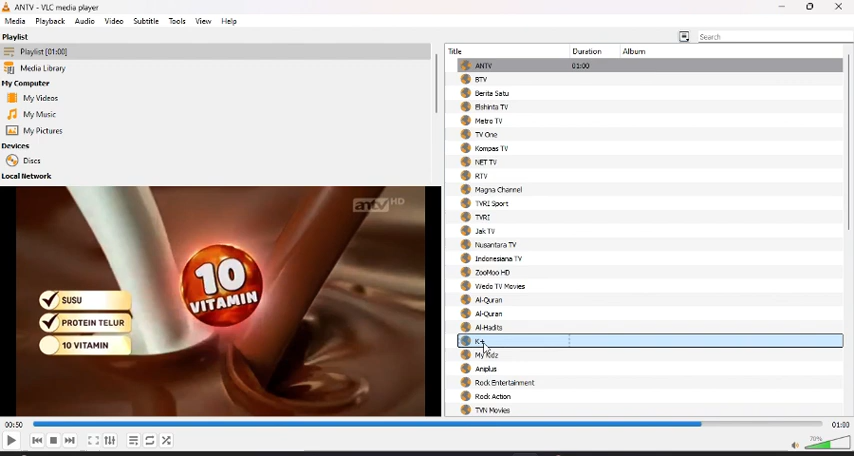 ANTV - VLC media player
Media Playback Audio Video Subtitle Tools View Help
Playlist
Playlist [01:00]
Media Library
My Computer
My Videos
My Music
My Pictures
Devices
Discs
Local Network
antv HD
10
VITAMIN
SUSU
PROTEIN TELUR
10 VITAMIN
Search
Title Duration Album
ANTV 01:00
BTV
Berita Satu
Elshinta TV
Metro TV
TV One
Kompas TV
NET TV
RTV
Magna Channel
TVRI Sport
TVRI
Jak TV
Nusantara TV
Indonesiana TV
ZooMoo HD
Wedo TV Movies
Al-Quran
Al-Quran
Al-Hadits
K+
My Kidz
Aniplus
Rock Entertainment
Rock Action
TVN Movies
00:50 01:00
70%